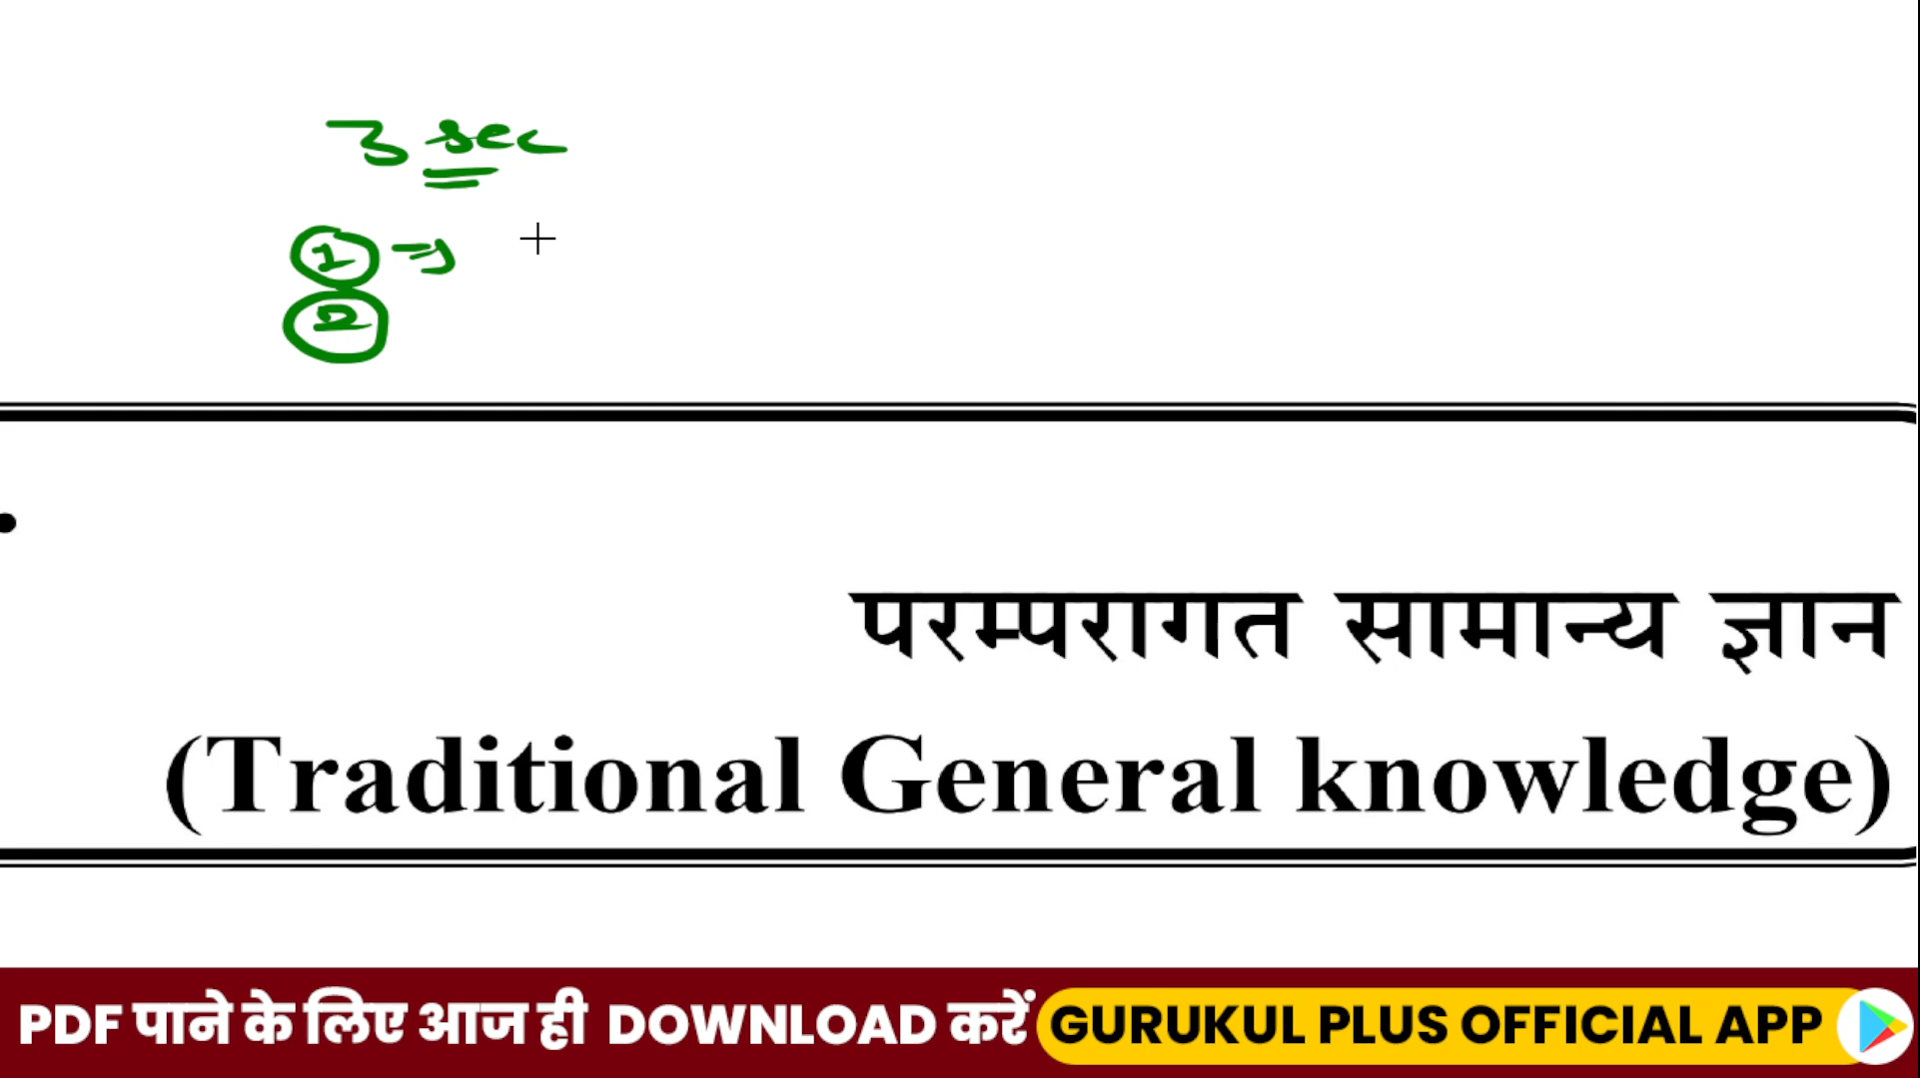 3 sec
1 ⇒
2
परम्परागत सामान्य ज्ञान
(Traditional General knowledge)
PDF पाने के लिए आज ही DOWNLOAD करें GURUKUL PLUS OFFICIAL APP